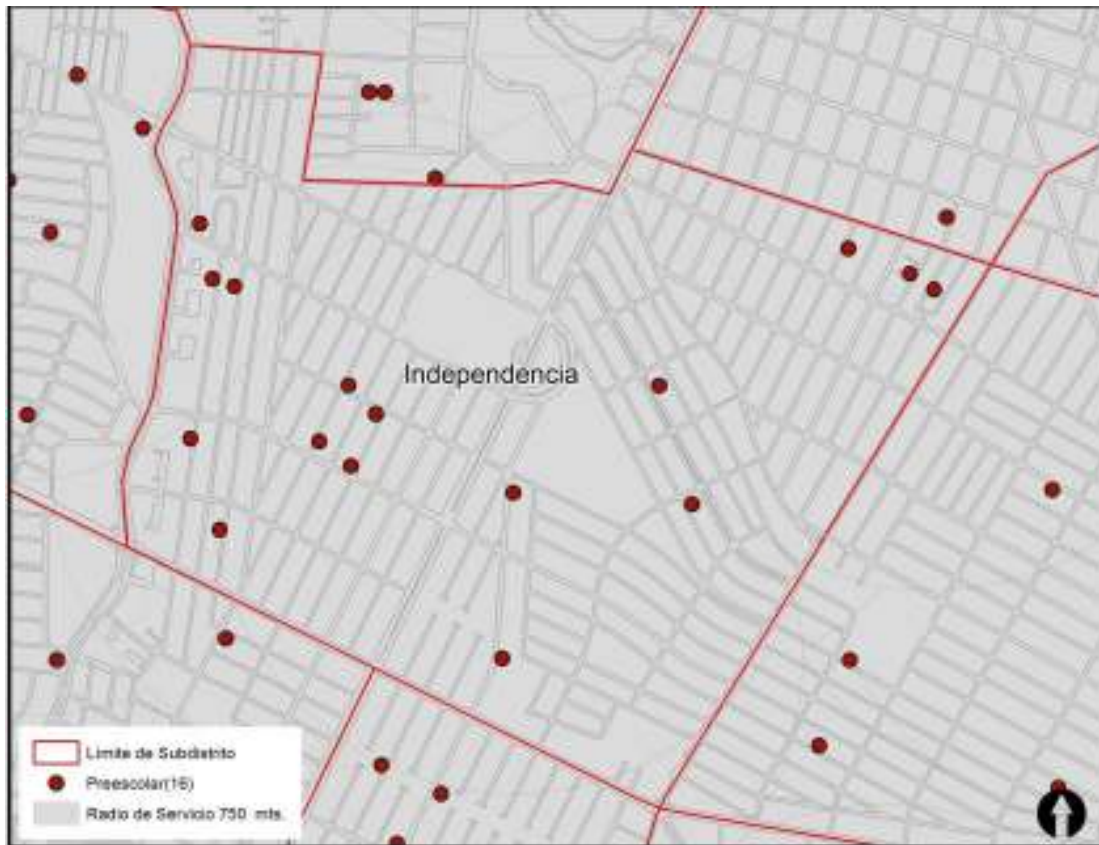 Independencia
Limite de Subdistrito
Preescolar(16)
Radio de Servicio 750 mts.